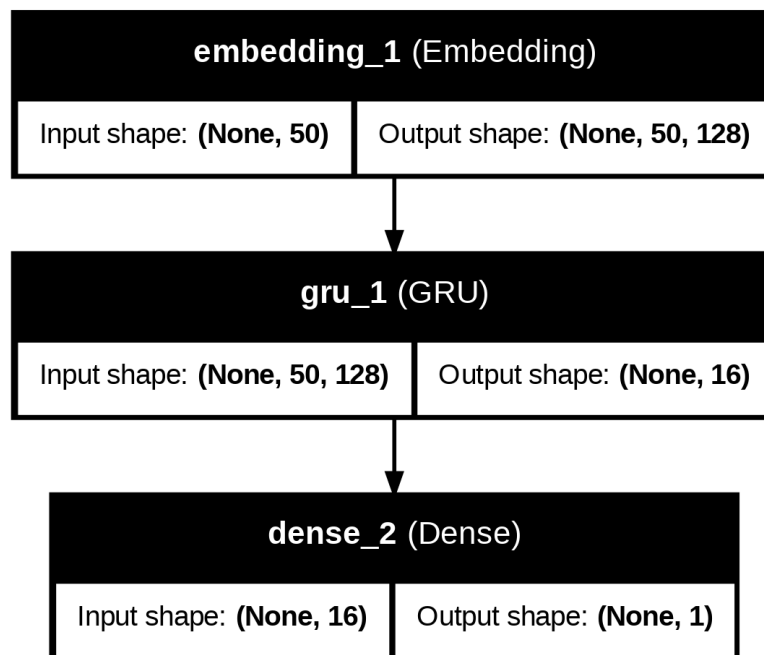 embedding_1 (Embedding)
Input shape: (None, 50) Output shape: (None, 50, 128)
gru_1 (GRU)
Input shape: (None, 50, 128) Output shape: (None, 16)
dense_2 (Dense)
Input shape: (None, 16) Output shape: (None, 1)